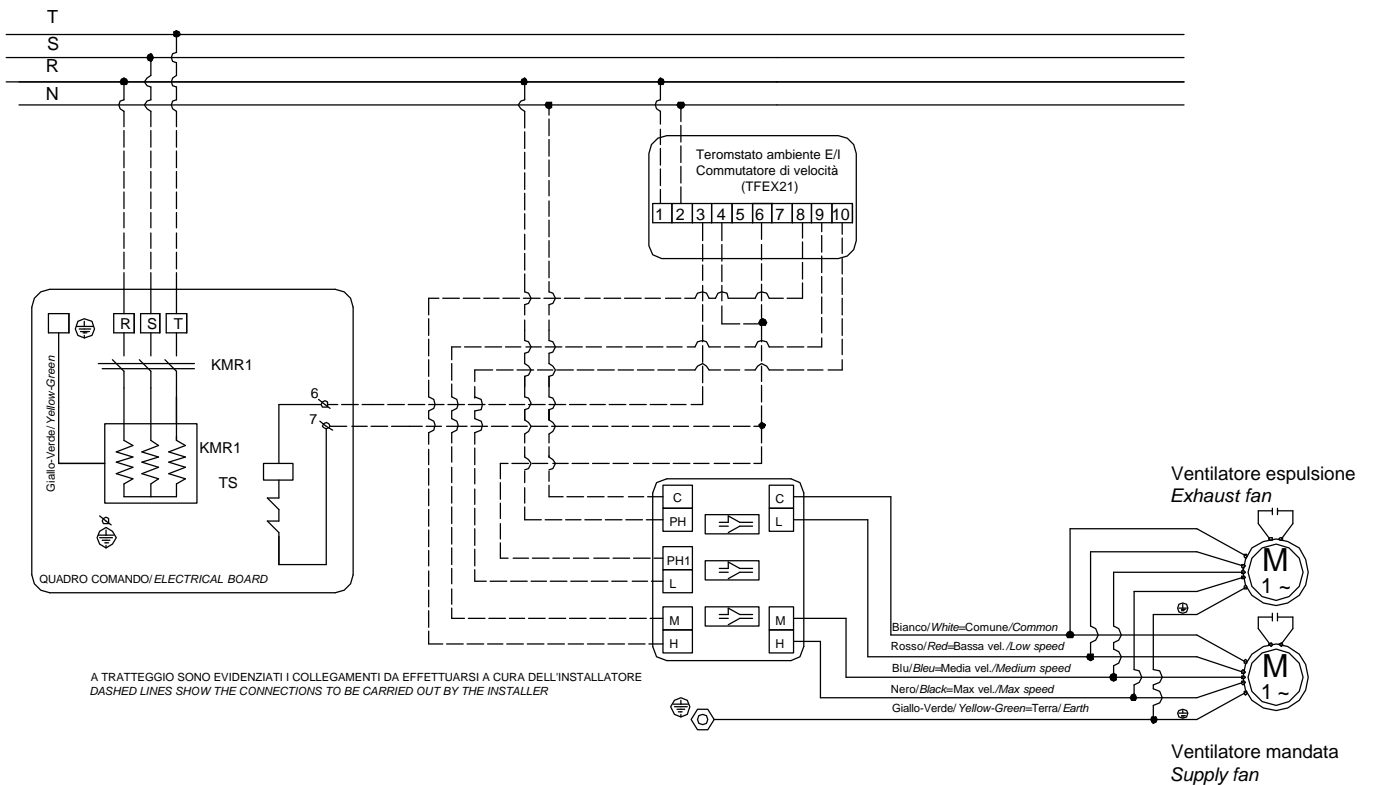 T
S
R
N
Teromstato ambiente E/I
Commutatore di velocità
(TFEX21)
1 2 3 4 5 6 7 8 9 10
R S T
KMR1
Giallo-Verde/Yellow-Green
6
7
KMR1
TS
QUADRO COMANDO/ELECTRICAL BOARD
C
PH
PH1
L
M
H
C
L
M
H
Ventilatore espulsione
Exhaust fan
M
1 ~
Bianco/White=Comune/Common
Rosso/Red=Bassa vel./Low speed
Blu/Bleu=Media vel./Medium speed
Nero/Black=Max vel./Max speed
Giallo-Verde/ Yellow-Green=Terra/Earth
M
1 ~
A TRATTEGGIO SONO EVIDENZIATI I COLLEGAMENTI DA EFFETTUARSI A CURA DELL'INSTALLATORE
DASHED LINES SHOW THE CONNECTIONS TO BE CARRIED OUT BY THE INSTALLER
Ventilatore mandata
Supply fan